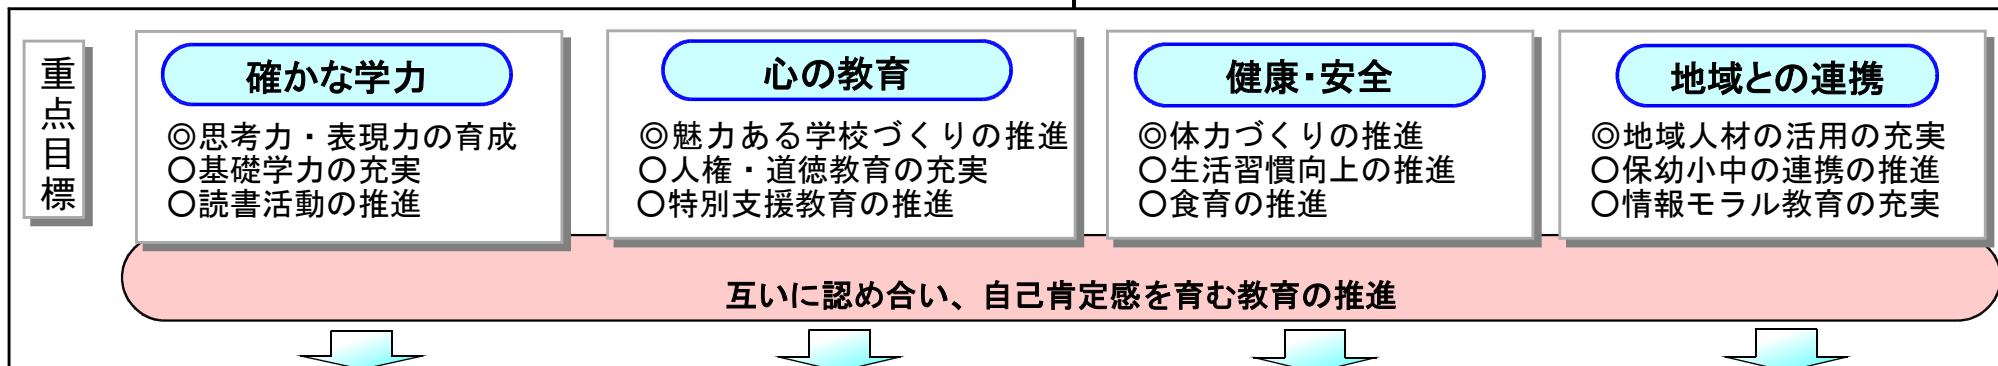 重点目標
確かな学力
◎思考力・表現力の育成
○基礎学力の充実
○読書活動の推進
心の教育
◎魅力ある学校づくりの推進
○人権・道徳教育の充実
○特別支援教育の推進
健康・安全
◎体力づくりの推進
○生活習慣向上の推進
○食育の推進
地域との連携
◎地域人材の活用の充実
○保幼小中の連携の推進
○情報モラル教育の充実
互いに認め合い、自己肯定感を育む教育の推進